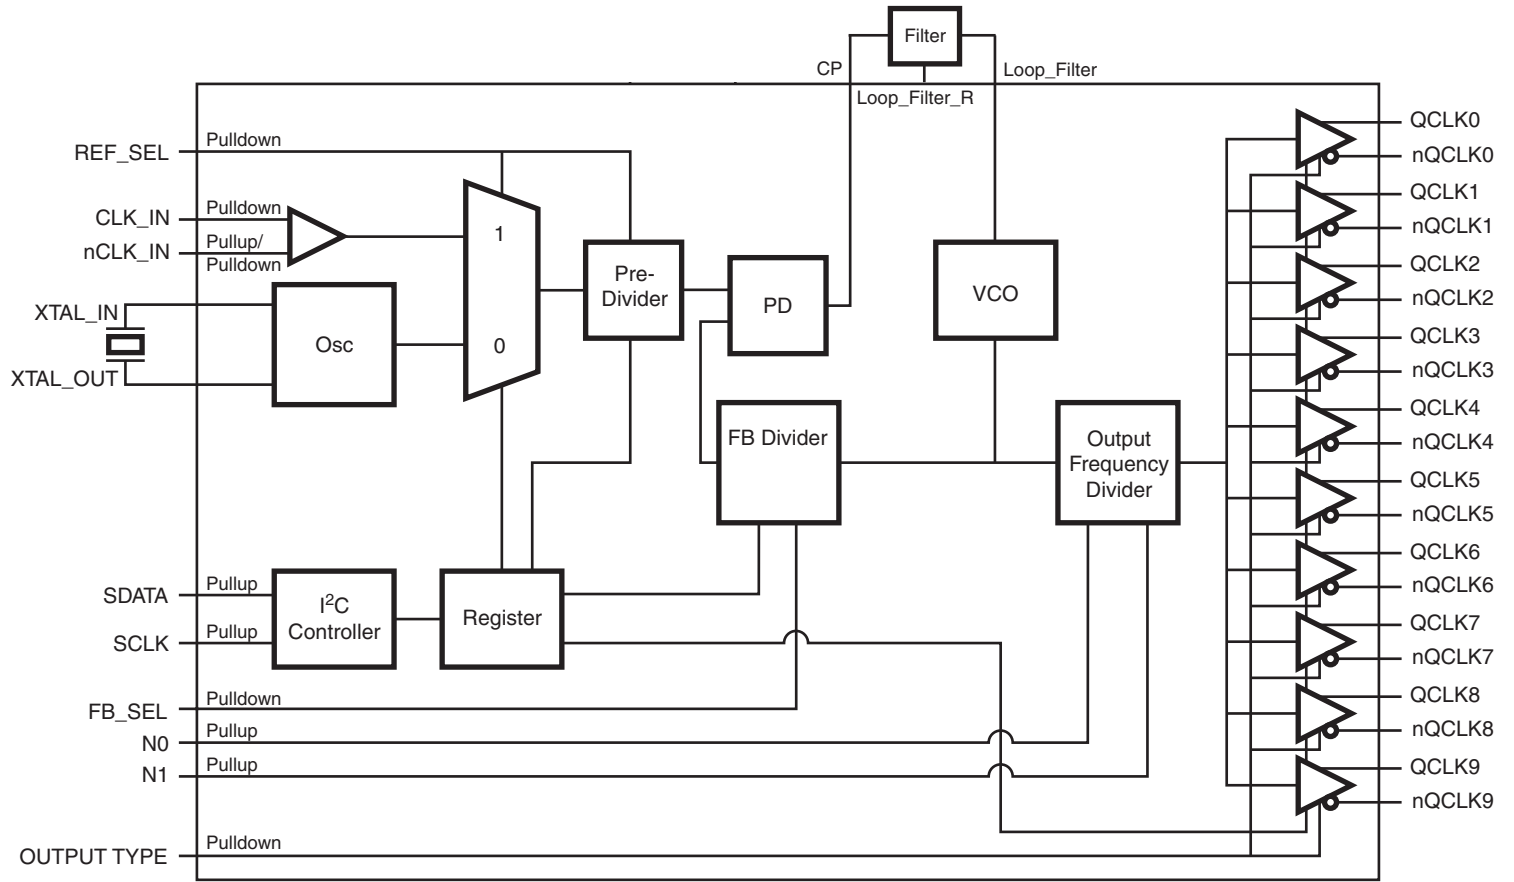 Filter
CP
Loop_Filter
Loop_Filter_R
REF_SEL
Pulldown
CLK_IN
Pulldown
nCLK_IN
Pullup/
Pulldown
XTAL_IN
XTAL_OUT
Osc
1
0
Pre-
Divider
PD
VCO
FB Divider
Output
Frequency
Divider
SDATA
Pullup
SCLK
Pullup
I²C
Controller
Register
FB_SEL
Pulldown
N0
Pullup
N1
Pullup
OUTPUT TYPE
Pulldown
QCLK0
nQCLK0
QCLK1
nQCLK1
QCLK2
nQCLK2
QCLK3
nQCLK3
QCLK4
nQCLK4
QCLK5
nQCLK5
QCLK6
nQCLK6
QCLK7
nQCLK7
QCLK8
nQCLK8
QCLK9
nQCLK9